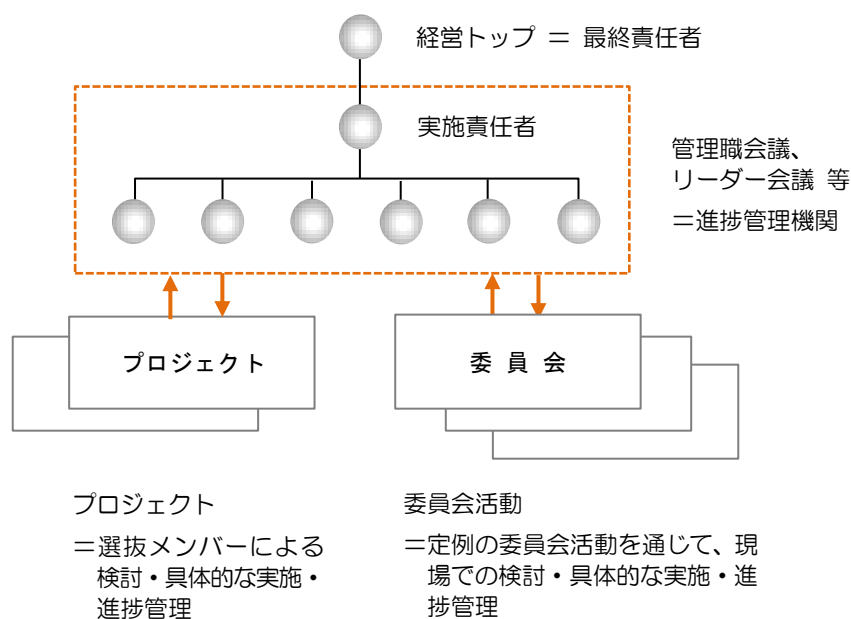 経営トップ ＝ 最終責任者
実施責任者
管理職会議、
リーダー会議 等
＝進捗管理機関
プロジェクト
委 員 会
プロジェクト
＝選抜メンバーによる
検討・具体的な実施・
進捗管理
委員会活動
＝定例の委員会活動を通じて、現
場での検討・具体的な実施・進
捗管理